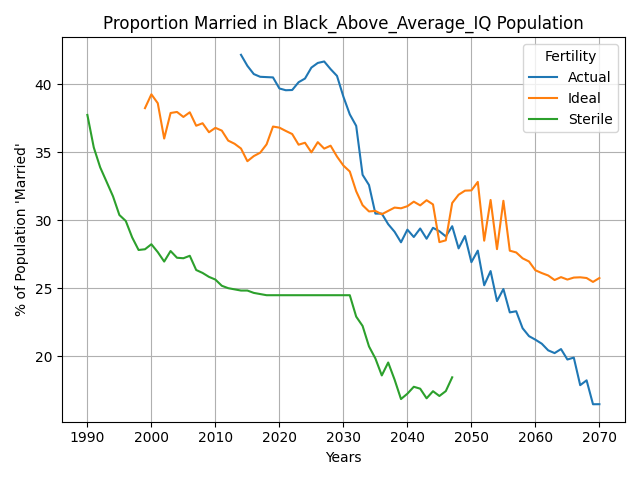 Proportion Married in Black_Above_Average_IQ Population
Fertility
Actual
Ideal
Sterile
% of Population 'Married'
40
35
30
25
20
1990 2000 2010 2020 2030 2040 2050 2060 2070
Years